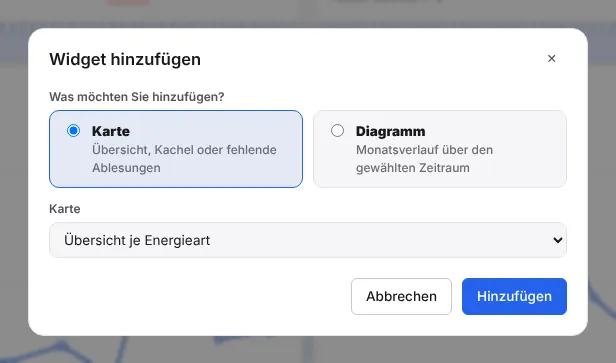 Widget hinzufügen
×
Was möchten Sie hinzufügen?
Karte
Übersicht, Kachel oder fehlende
Ablesungen
Diagramm
Monatsverlauf über den
gewählten Zeitraum
Karte
Übersicht je Energieart
Abbrechen
Hinzufügen